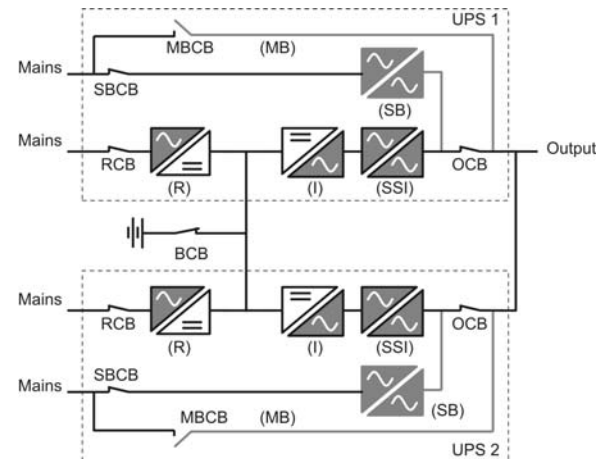 UPS 1
MBCB (MB)
Mains
SBCB
(SB)
Mains
Output
RCB
OCB
(R)
(I)
(SSI)
BCB
Mains
RCB
OCB
(R)
(I)
(SSI)
SBCB
Mains
(SB)
MBCB (MB)
UPS 2